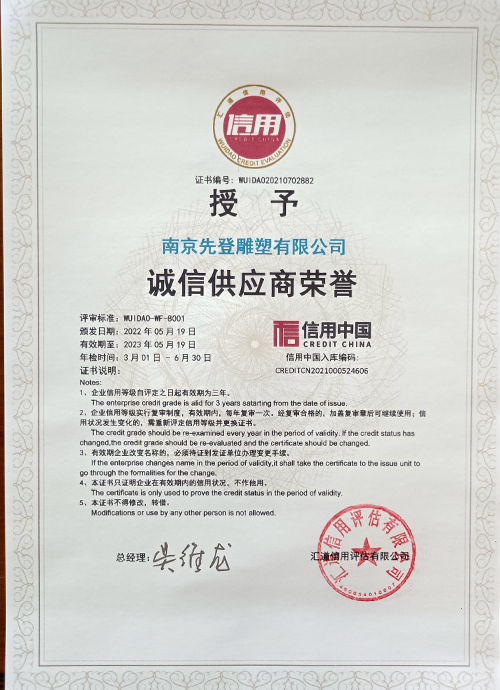 汇道信用评估
信用
CREDIT CHINA
WUIDAO CREDIT EVALUATION
证书编号: WUIDAO20210702882
授 予
南京先登雕塑有限公司
诚信供应商荣誉
评审标准: WUIDAO-WF-8001
颁发日期: 2022 年 05 月 19 日
有效期至: 2023 年 05 月 19 日
年检时间: 3 月 01 日 - 6 月 30 日
证书说明:
信 信用中国
CREDIT CHINA
信用中国入库编码:
CREDITCN2021000524606
Notes:
1、企业信用等级自评定之日起有效期为三年。
The enterprise credit grade is alid for 3 years satarting from the date of issue.
2、企业信用等级实行复审制度, 有效期内, 每年复审一次。经复审合格的, 加盖复审章后可继续使用; 信
用状况发生变化的, 需重新评定信用等级并更换证书。
The credit grade should be re-examined every year in the period of validity. If the credit status has
changed,the credit grade should be re-evaluated and the certificate should be changed.
3、有效期企业改变名称的, 必须持证到发证单位办理变更手续。
If the enterprise changes name in the period of validity,it shall take the certificate to the issue unit to
go through the formalities for the change.
4、本证书只证明企业在有效期内的信用状况, 不作他用。
The certificate is only used to prove the credit status in the period of validity.
5、本证书不得修改、转借。
Modifications or use by any other person is not allowed.
总经理: 吴维龙
汇道信用评估有限公司
汇道信用评估有限公司